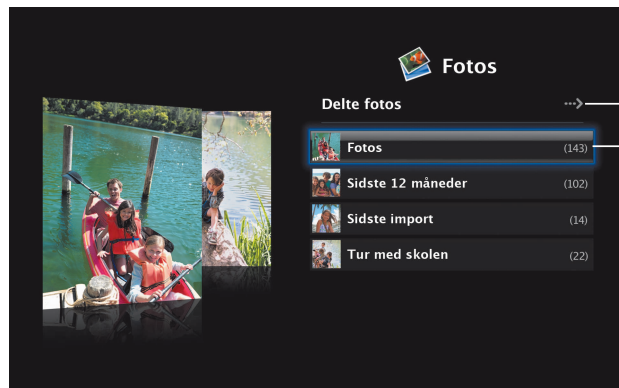 Fotos
Delte fotos
Fotos (143)
Sidste 12 måneder (102)
Sidste import (14)
Tur med skolen (22)